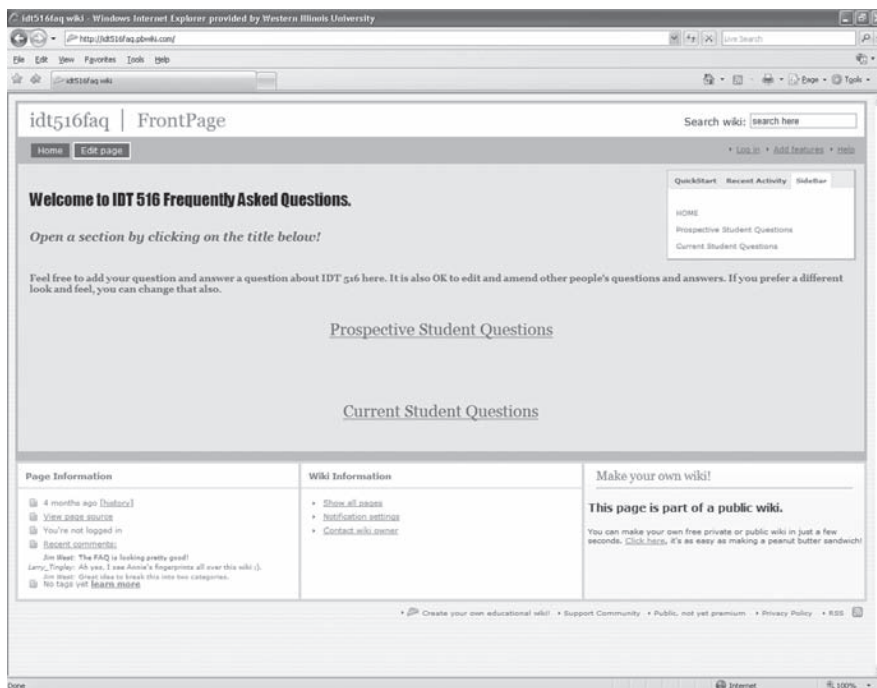 idt516faq wiki - Windows Internet Explorer provided by Western Illinois University
http://idt516faq.pbwiki.com/
Live Search
File Edit View Favorites Tools Help
idt516faq wiki
Page Tools
idt516faq | FrontPage
Search wiki: search here
Home Edit page
Log in Add features Help
QuickStart Recent Activity SideBar
HOME
Prospective Student Questions
Current Student Questions
Welcome to IDT 516 Frequently Asked Questions.
Open a section by clicking on the title below!
Feel free to add your question and answer a question about IDT 516 here. It is also OK to edit and amend other people's questions and answers. If you prefer a different
look and feel, you can change that also.
Prospective Student Questions
Current Student Questions
Page Information
4 months ago [history]
View page source
You're not logged in
Recent comments:
Jim West: The FAQ is looking pretty good!
Larry_Tingley: Ah yes, I see Annie's fingerprints all over this wiki :).
Jim West: Great idea to break this into two categories.
No tags yet learn more
Wiki Information
Show all pages
Notification settings
Contact wiki owner
Make your own wiki!
This page is part of a public wiki.
You can make your own free private or public wiki in just a few
seconds. Click here, it's as easy as making a peanut butter sandwich!
Create your own educational wiki! Support Community Public, not yet premium Privacy Policy RSS
Done
Internet
100%